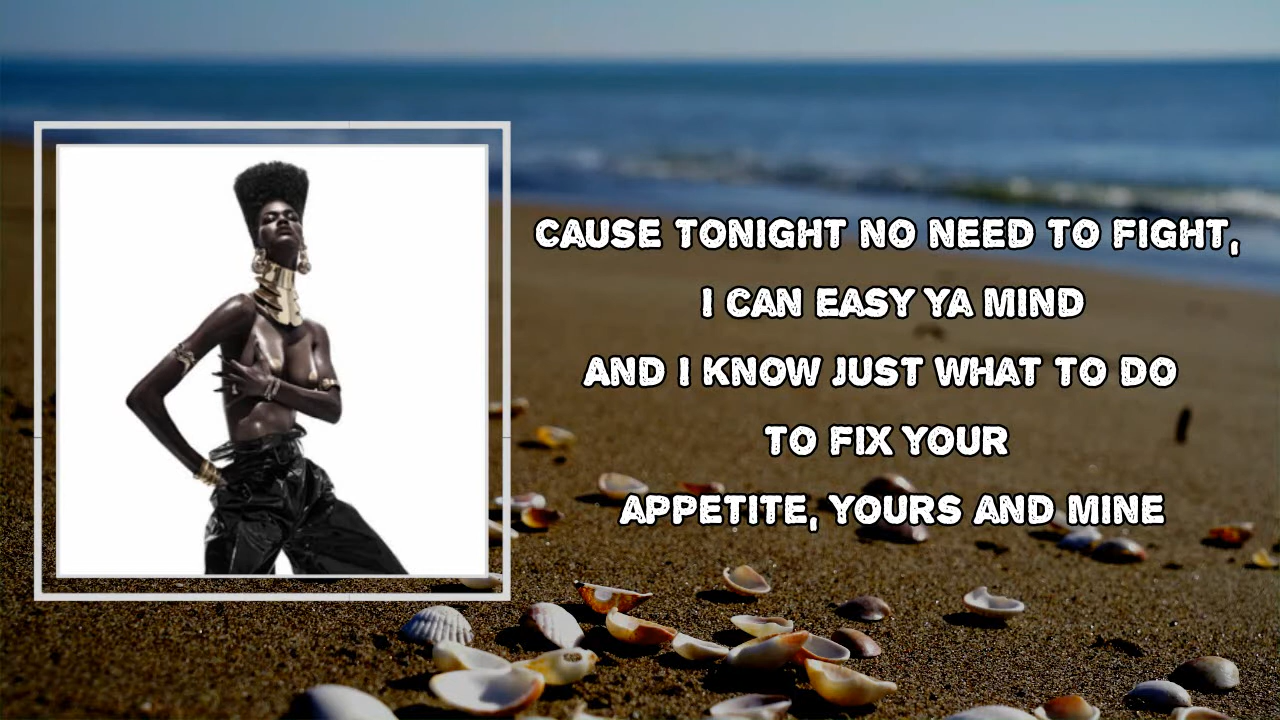 CAUSE TONIGHT NO NEED TO FIGHT,
I CAN EASY YA MIND
AND I KNOW JUST WHAT TO DO
TO FIX YOUR
APPETITE, YOURS AND MINE